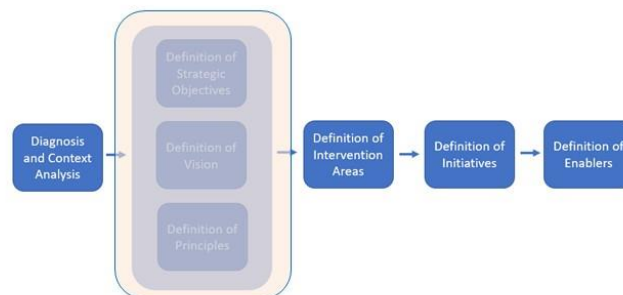 Diagnosis
and Context
Analysis
Definition of
Strategic
Objectives
Definition of
Vision
Definition of
Principles
Definition of
Intervention
Areas
Definition of
Initiatives
Definition of
Enablers